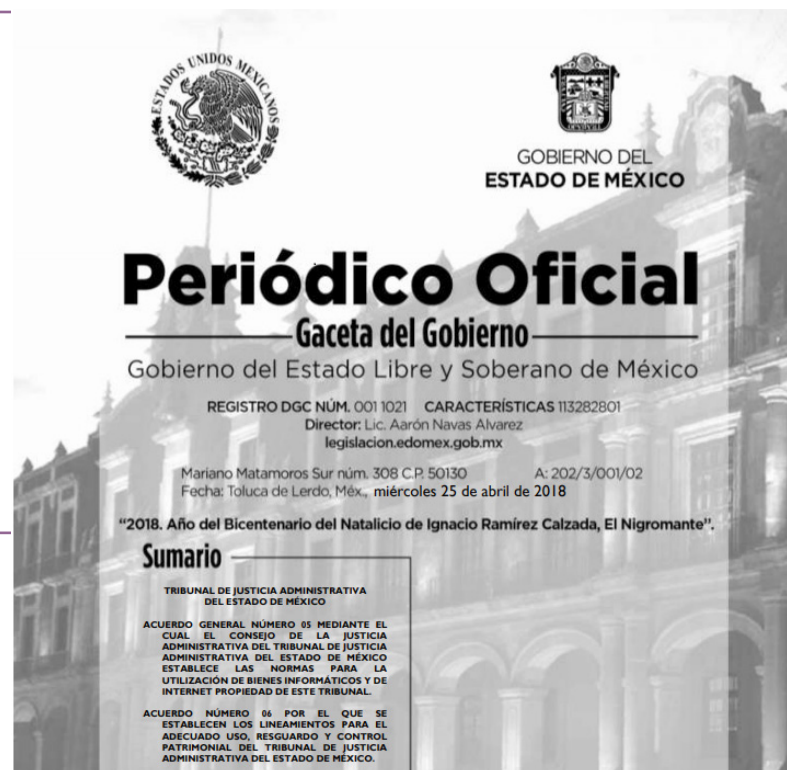 ESTADOS UNIDOS MEXICANOS
GOBIERNO DEL
ESTADO DE MÉXICO
Periódico Oficial
Gaceta del Gobierno
Gobierno del Estado Libre y Soberano de México
REGISTRO DGC NÚM. 001 1021 CARACTERÍSTICAS 113282801
Director: Lic. Aarón Navas Alvarez
legislacion.edomex.gob.mx
Mariano Matamoros Sur núm. 308 C.P. 50130 A: 202/3/001/02
Fecha: Toluca de Lerdo, Méx., miércoles 25 de abril de 2018
“2018. Año del Bicentenario del Natalicio de Ignacio Ramírez Calzada, El Nigromante”.
Sumario
TRIBUNAL DE JUSTICIA ADMINISTRATIVA
DEL ESTADO DE MÉXICO
ACUERDO GENERAL NÚMERO 05 MEDIANTE EL
CUAL EL CONSEJO DE LA JUSTICIA
ADMINISTRATIVA DEL TRIBUNAL DE JUSTICIA
ADMINISTRATIVA DEL ESTADO DE MÉXICO
ESTABLECE LAS NORMAS PARA LA
UTILIZACIÓN DE BIENES INFORMÁTICOS Y DE
INTERNET PROPIEDAD DE ESTE TRIBUNAL.
ACUERDO NÚMERO 06 POR EL QUE SE
ESTABLECEN LOS LINEAMIENTOS PARA EL
ADECUADO USO, RESGUARDO Y CONTROL
PATRIMONIAL DEL TRIBUNAL DE JUSTICIA
ADMINISTRATIVA DEL ESTADO DE MÉXICO.